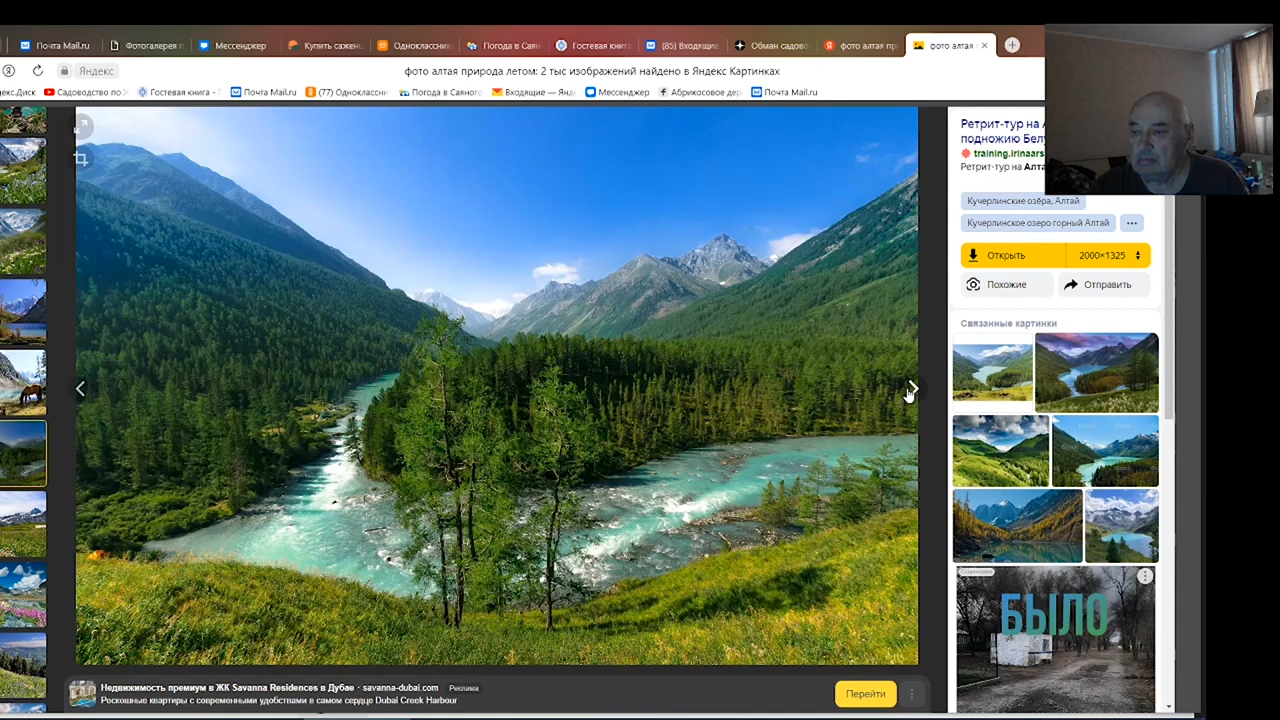 Почта Mail.ru
Фотогалерея
Мессенджер
Купить сажен
Одноклассни
Погода в Саян
Гостевая книга
(85) Входящие
Обман садово
фото алтая пр
фото алтая
Яндекс
фото алтая природа летом: 2 тыс изображений найдено в Яндекс Картинках
екс.Диск
Садоводство по
Гостевая книга -
Почта Mail.ru
(77) Одноклассни
Погода в Саяного
Входящие — Янд
Мессенджер
Абрикосовое дер
Почта Mail.ru
Ретрит-тур на
подножию Белу
training.irinaars
Ретрит-тур на Алта
Кучерлинские озёра, Алтай
Кучерлинское озеро горный Алтай
Открыть
2000×1325
Похожие
Отправить
Связанные картинки
БЫЛО
Недвижимость премиум в ЖК Savanna Residences в Дубае · savanna-dubai.com Реклама
Роскошные квартиры с современными удобствами в самом сердце Dubai Creek Harbour
Перейти